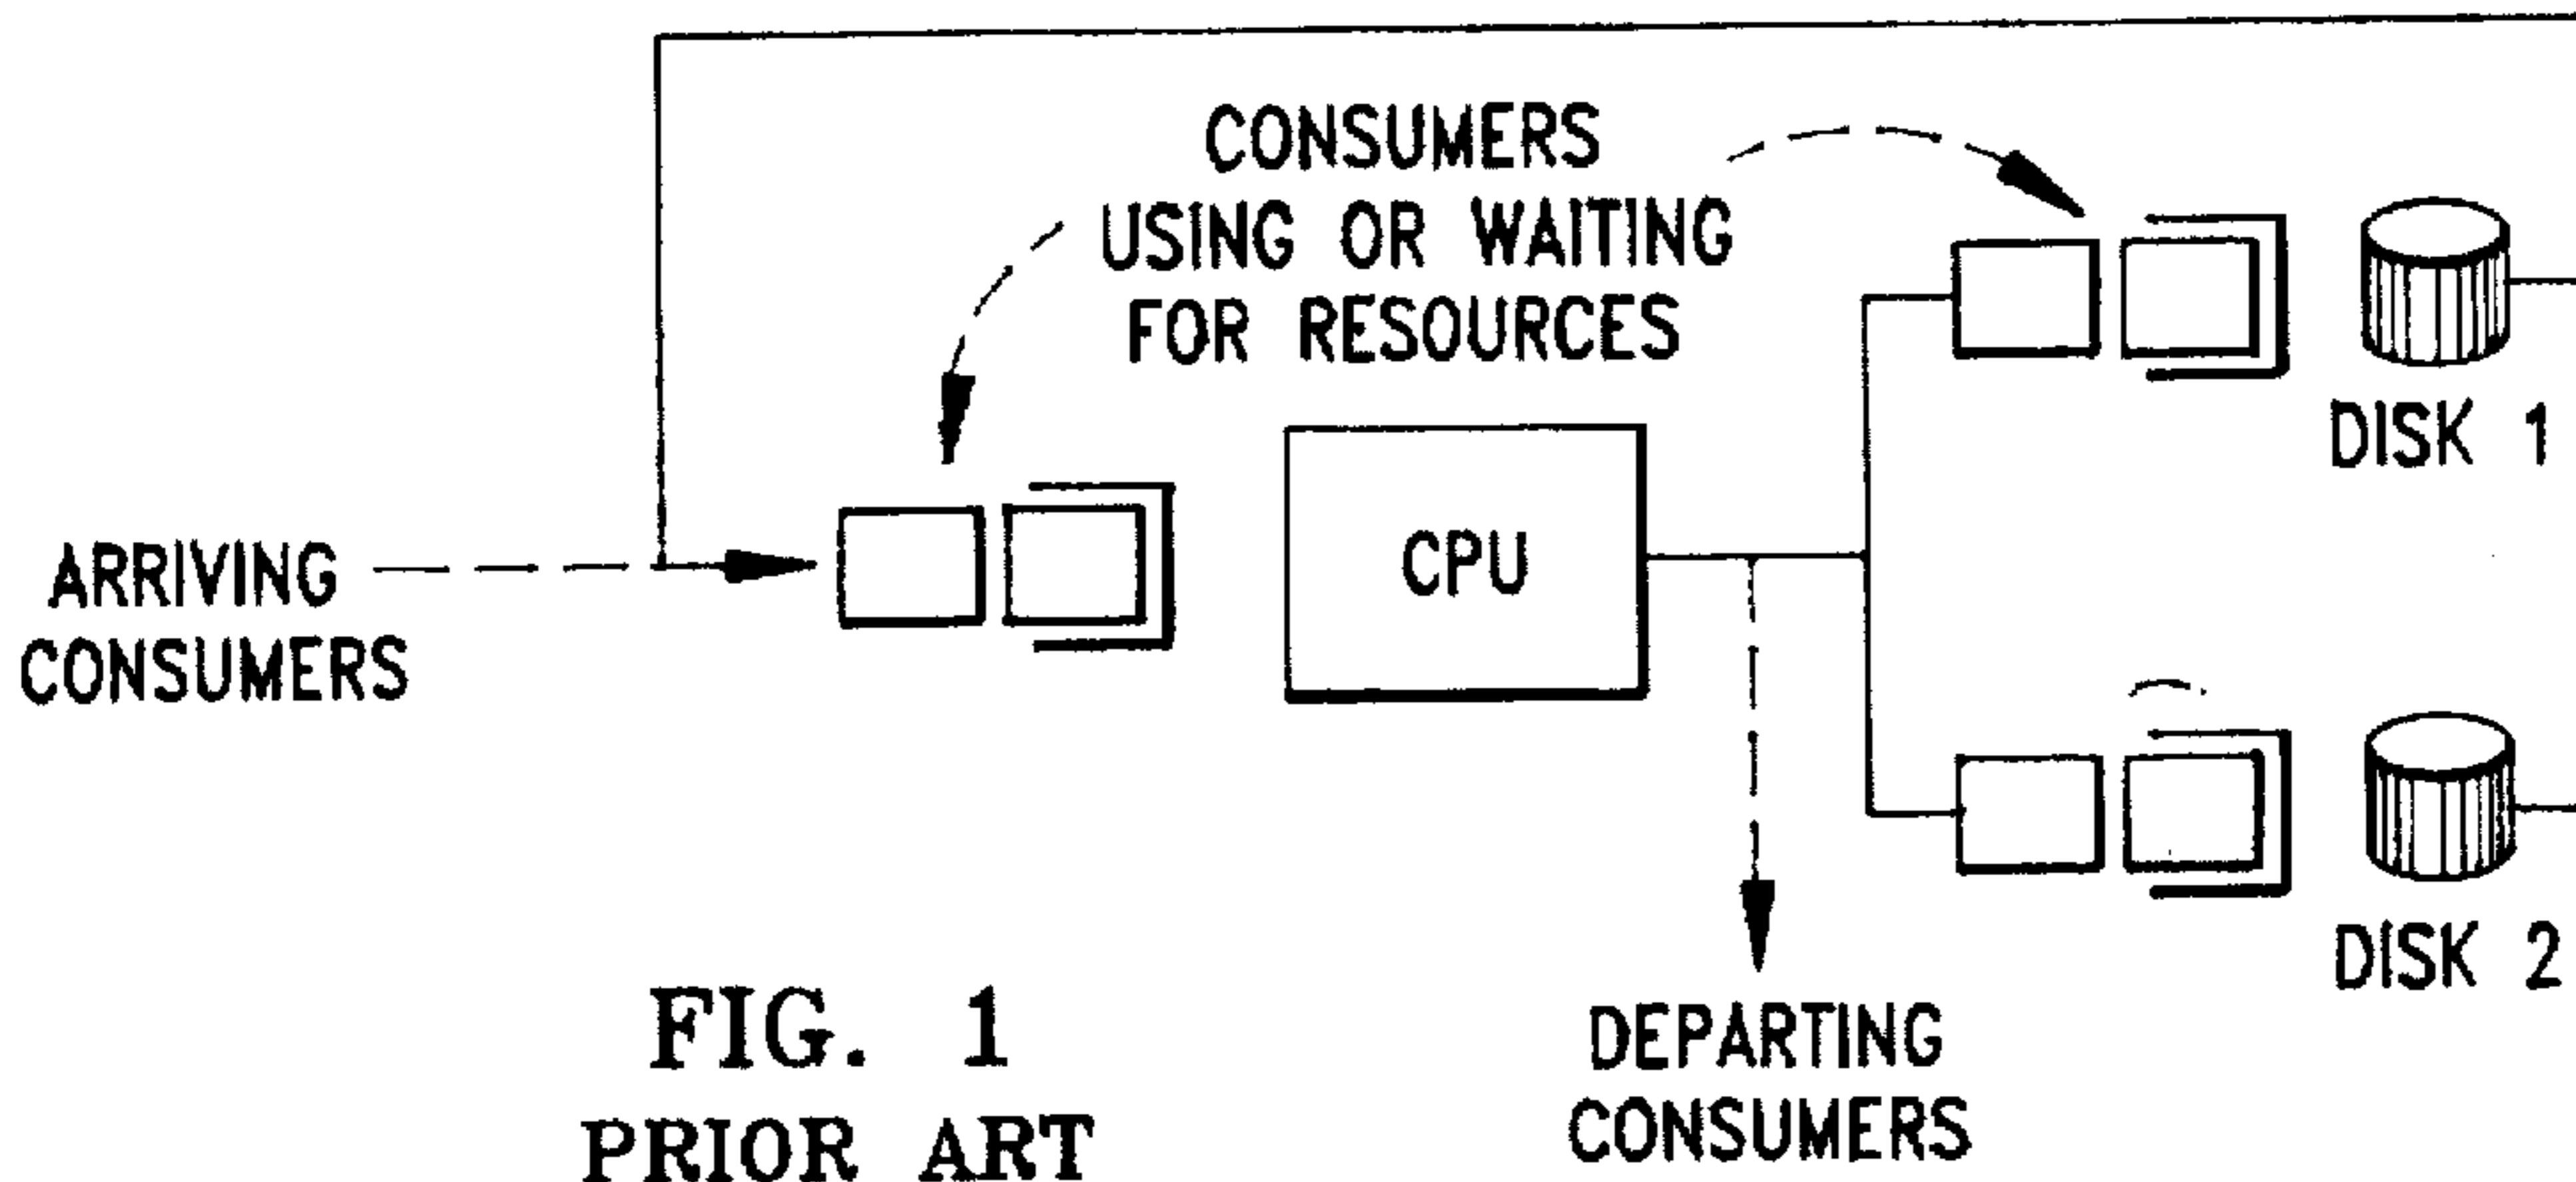 CONSUMERS
USING OR WAITING
FOR RESOURCES
ARRIVING
CONSUMERS
CPU
DISK 1
DISK 2
DEPARTING
CONSUMERS
FIG. 1
PRIOR ART